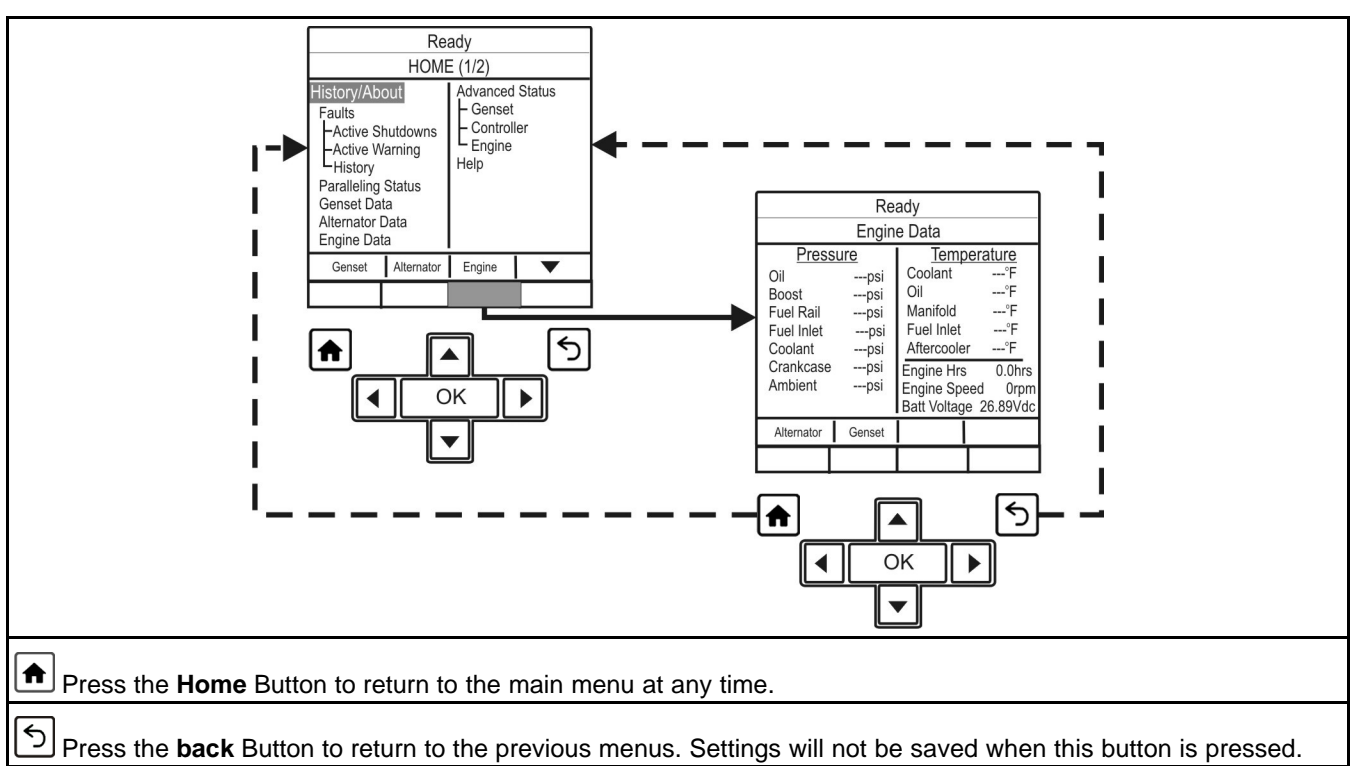 Ready
HOME (1/2)
History/About
Faults
Active Shutdowns
Active Warning
History
Paralleling Status
Genset Data
Alternator Data
Engine Data
Advanced Status
Genset
Controller
Engine
Help
Genset Alternator Engine
OK
Ready
Engine Data
Pressure
Oil ---psi
Boost ---psi
Fuel Rail ---psi
Fuel Inlet ---psi
Coolant ---psi
Crankcase ---psi
Ambient ---psi
Temperature
Coolant ---°F
Oil ---°F
Manifold ---°F
Fuel Inlet ---°F
Aftercooler ---°F
Engine Hrs 0.0hrs
Engine Speed 0rpm
Batt Voltage 26.89Vdc
Alternator Genset
OK
Press the Home Button to return to the main menu at any time.
Press the back Button to return to the previous menus. Settings will not be saved when this button is pressed.